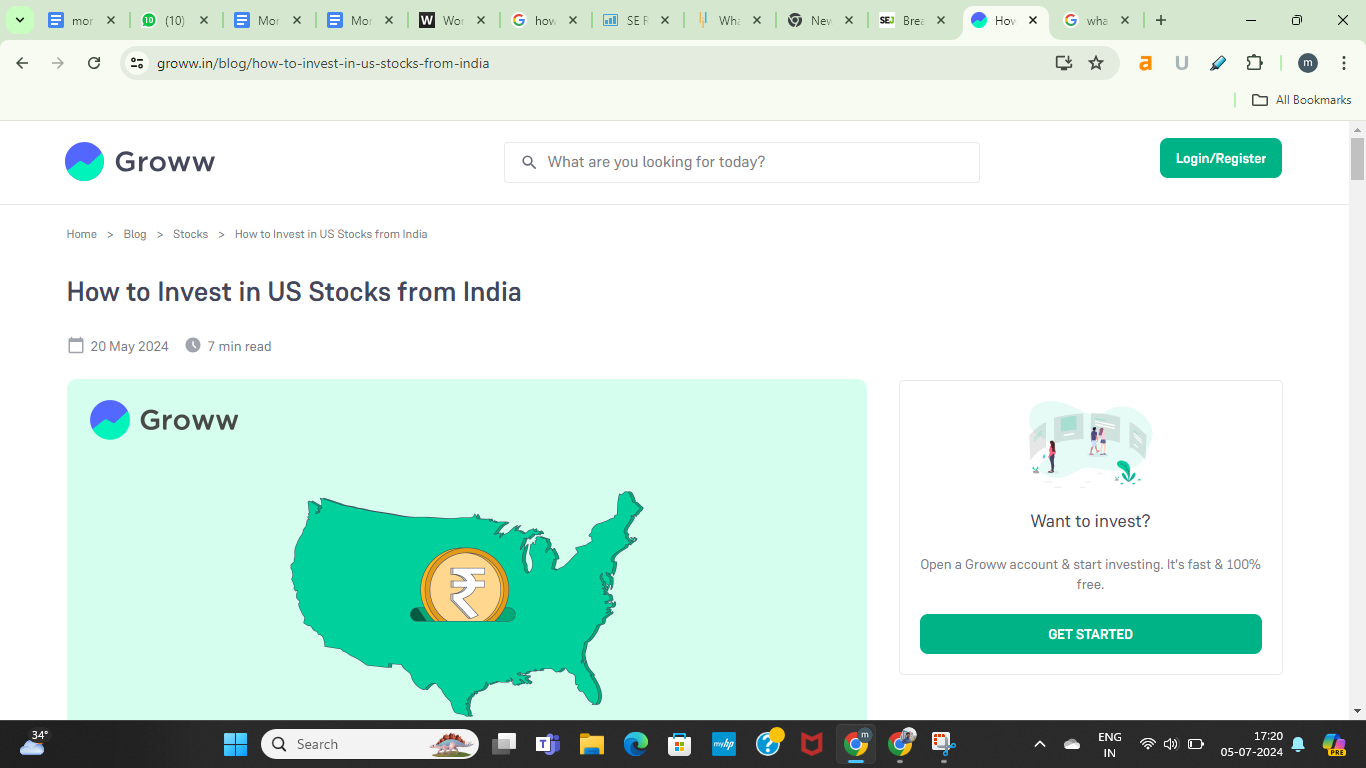 mor
(10)
Mor
Mor
W
Wor
how
SE F
Wha
New
SEJ
Brea
How
wha
groww.in/blog/how-to-invest-in-us-stocks-from-india
a
U
m
All Bookmarks
Groww
What are you looking for today?
Login/Register
Home > Blog > Stocks > How to Invest in US Stocks from India
How to Invest in US Stocks from India
20 May 2024
7 min read
Groww
₹
Want to invest?
Open a Groww account & start investing. It's fast & 100%
free.
GET STARTED
34°
Search
myhp
m
ENG
IN
17:20
05-07-2024
PRE